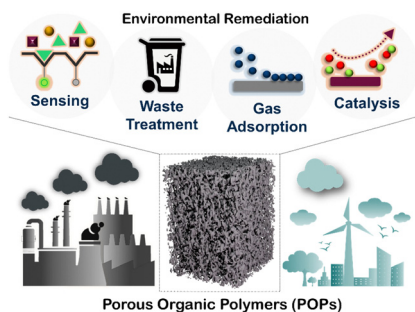 Environmental Remediation
Sensing
Waste
Treatment
Gas
Adsorption
Catalysis
Porous Organic Polymers (POPs)